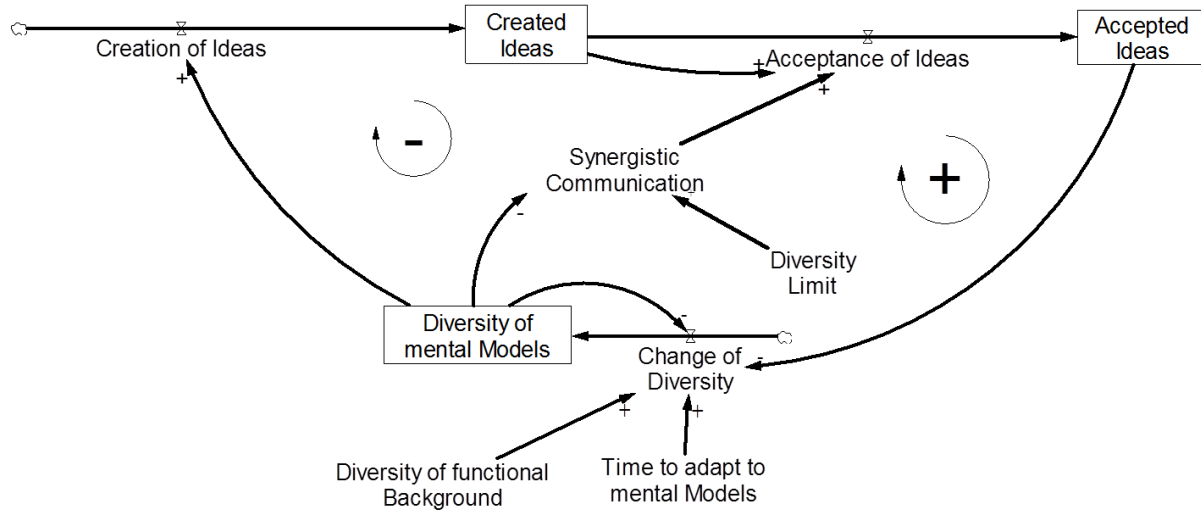 Creation of Ideas
+
Created
Ideas
Acceptance of Ideas
+
+
Accepted
Ideas
-
+
Synergistic
Communication
-
-
Diversity
Limit
Diversity of
mental Models
-
Change of
Diversity
-
+
+
Diversity of functional
Background
Time to adapt to
mental Models